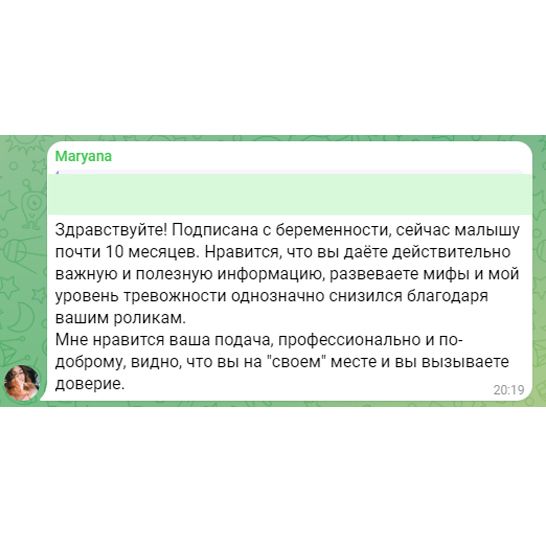 Maryana
Здравствуйте! Подписана с беременности, сейчас малышу
почти 10 месяцев. Нравится, что вы даёте действительно
важную и полезную информацию, развеваете мифы и мой
уровень тревожности однозначно снизился благодаря
вашим роликам.
Мне нравится ваша подача, профессионально и по-
доброму, видно, что вы на "своем" месте и вы вызываете
доверие.
20:19